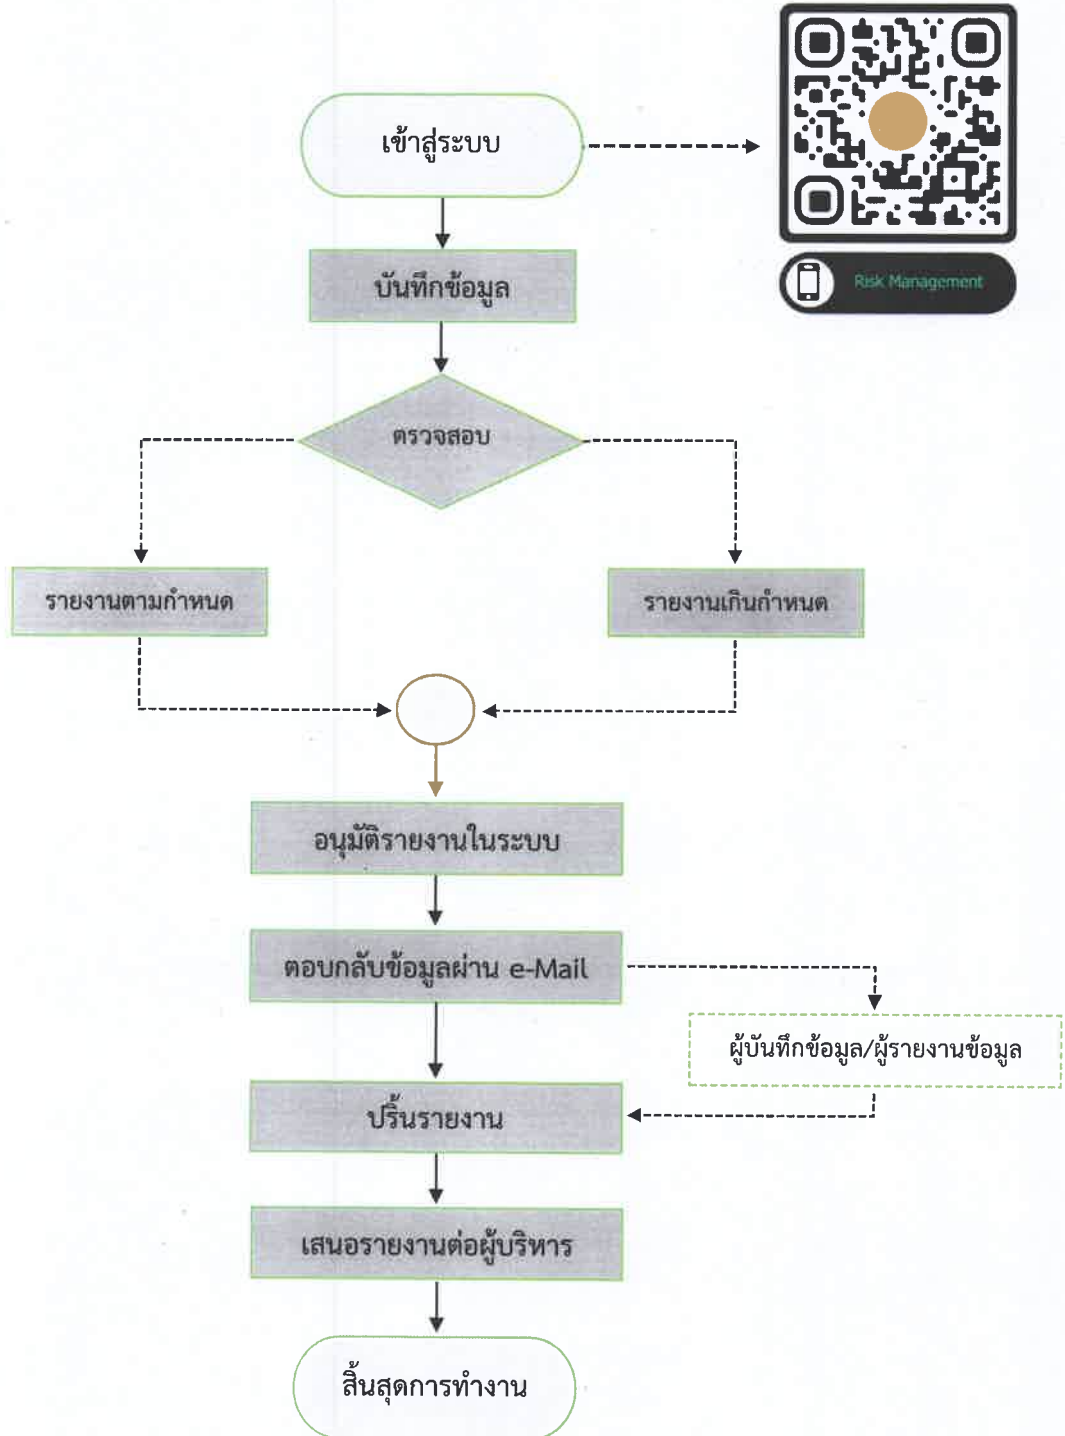 เข้าสู่ระบบ
Risk Management
บันทึกข้อมูล
ตรวจสอบ
รายงานตามกำหนด
รายงานเกินกำหนด
อนุมัติรายงานในระบบ
ตอบกลับข้อมูลผ่าน e-Mail
ผู้บันทึกข้อมูล/ผู้รายงานข้อมูล
ปริ้นรายงาน
เสนอรายงานต่อผู้บริหาร
สิ้นสุดการทำงาน